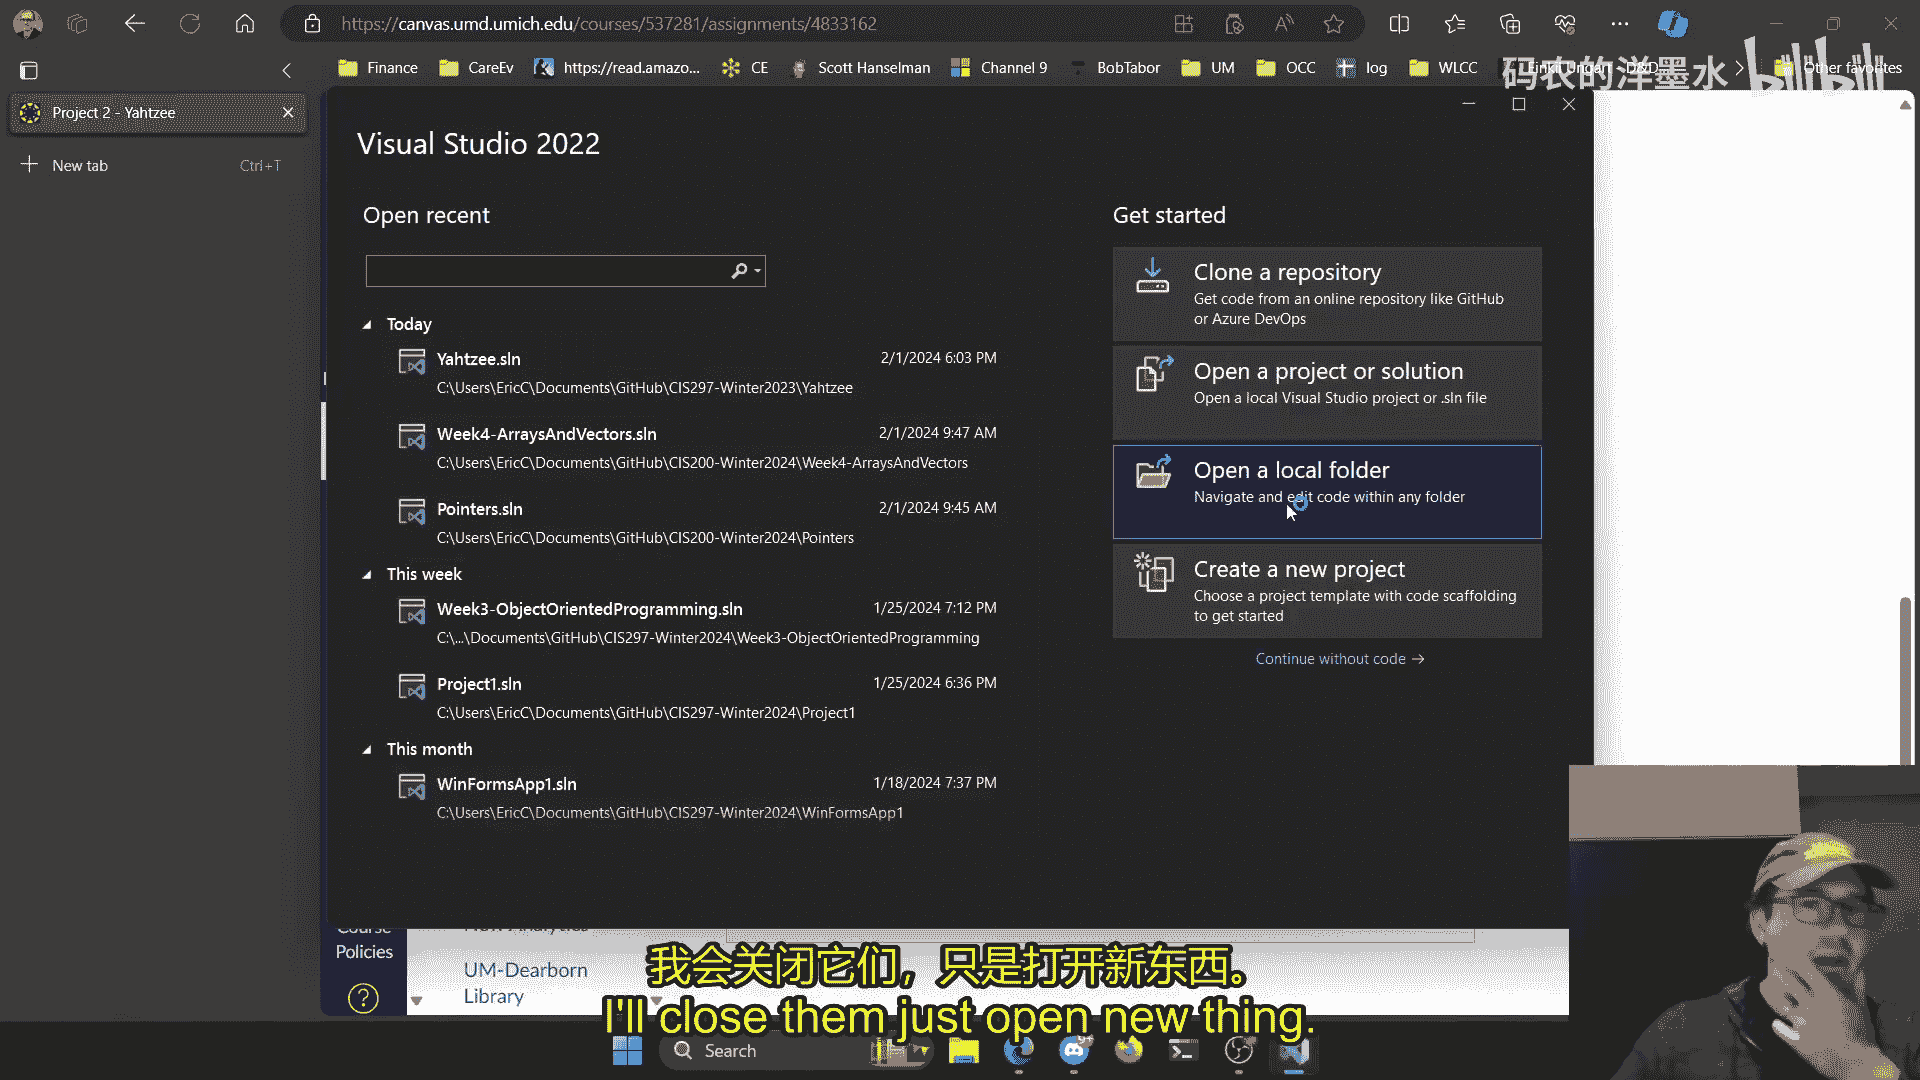 https://canvas.umd.umich.edu/courses/537281/assignments/4833162
Finance
CareEv
https://read.amazo...
CE
Scott Hanselman
Channel 9
BobTabor
UM
OCC
log
WLCC
D&D
Other favorites
码农的洋墨水 bilibili
Project 2 - Yahtzee
New tab
Ctrl+T
Visual Studio 2022
Open recent
Today
Yahtzee.sln
2/1/2024 6:03 PM
C:\Users\EricC\Documents\GitHub\CIS297-Winter2023\Yahtzee
Week4-ArraysAndVectors.sln
2/1/2024 9:47 AM
C:\Users\EricC\Documents\GitHub\CIS200-Winter2024\Week4-ArraysAndVectors
Pointers.sln
2/1/2024 9:45 AM
C:\Users\EricC\Documents\GitHub\CIS200-Winter2024\Pointers
This week
Week3-ObjectOrientedProgramming.sln
1/25/2024 7:12 PM
C:\...\Documents\GitHub\CIS297-Winter2024\Week3-ObjectOrientedProgramming
Project1.sln
1/25/2024 6:36 PM
C:\Users\EricC\Documents\GitHub\CIS297-Winter2024\Project1
This month
WinFormsApp1.sln
1/18/2024 7:37 PM
C:\Users\EricC\Documents\GitHub\CIS297-Winter2024\WinFormsApp1
Get started
Clone a repository
Get code from an online repository like GitHub
or Azure DevOps
Open a project or solution
Open a local Visual Studio project or .sln file
Open a local folder
Navigate and edit code within any folder
Create a new project
Choose a project template with code scaffolding
to get started
Continue without code →
Course
Policies
UM-Dearborn
Library
我会关闭它们，只是打开新东西。
I'll close them just open new thing.
Search